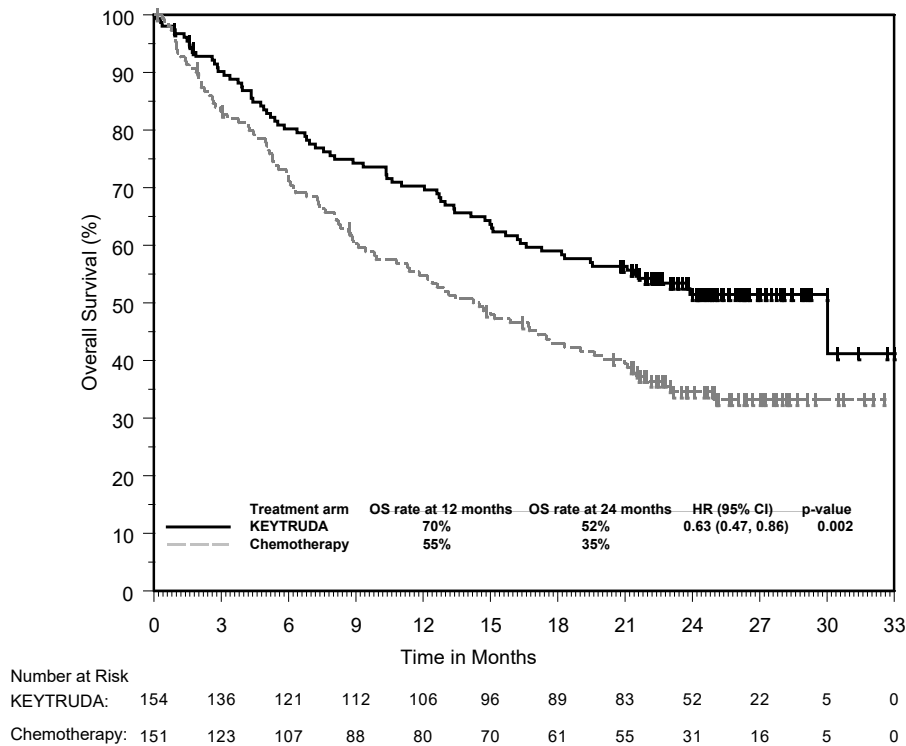 100
90
80
70
60
50
40
30
20
10
0
Overall Survival (%)
Treatment arm OS rate at 12 months OS rate at 24 months HR (95% CI) p-value
KEYTRUDA 70% 52% 0.63 (0.47, 0.86) 0.002
Chemotherapy 55% 35%
0 3 6 9 12 15 18 21 24 27 30 33
Time in Months
Number at Risk
KEYTRUDA: 154 136 121 112 106 96 89 83 52 22 5 0
Chemotherapy: 151 123 107 88 80 70 61 55 31 16 5 0